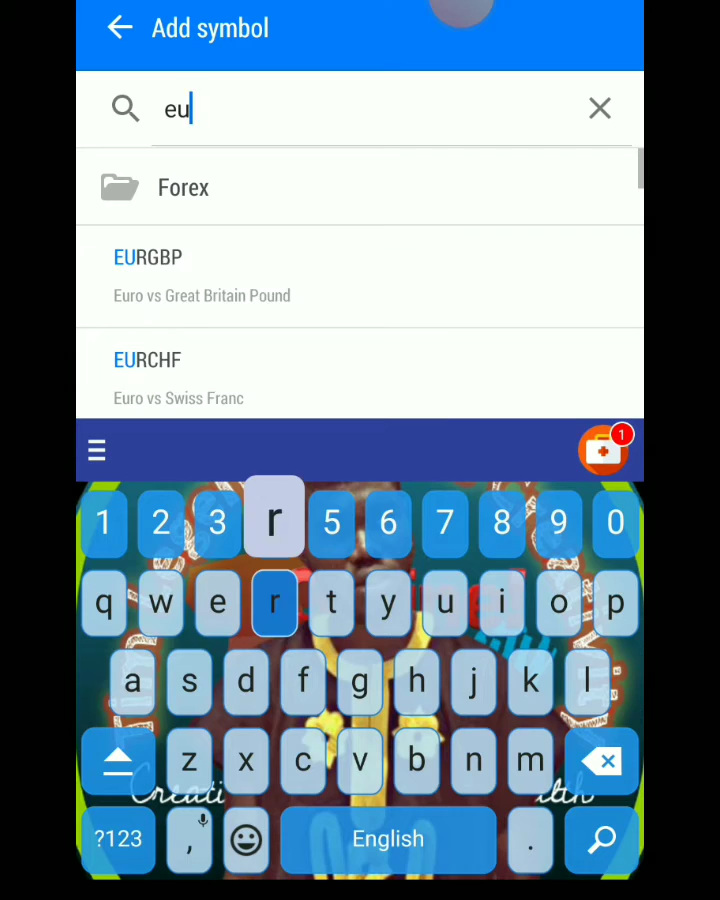 Add symbol
eu
Forex
EURGBP
Euro vs Great Britain Pound
EURCHF
Euro vs Swiss Franc
1
1 2 3 r 5 6 7 8 9 0
q w e r t y u i o p
a s d f g h j k l
z x c v b n m
Creati
?123 , English .